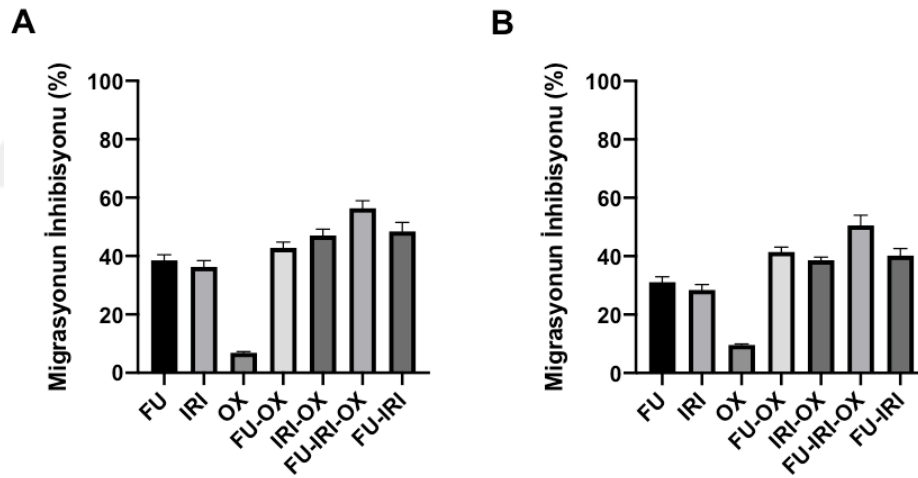 A
Migrasyonun İnhibisyonu (%)
100
80
60
40
20
0
FU
IRI
OX
FU-OX
IRI-OX
FU-IRI-OX
FU-IRI
B
Migrasyonun İnhibisyonu (%)
100
80
60
40
20
0
FU
IRI
OX
FU-OX
IRI-OX
FU-IRI-OX
FU-IRI